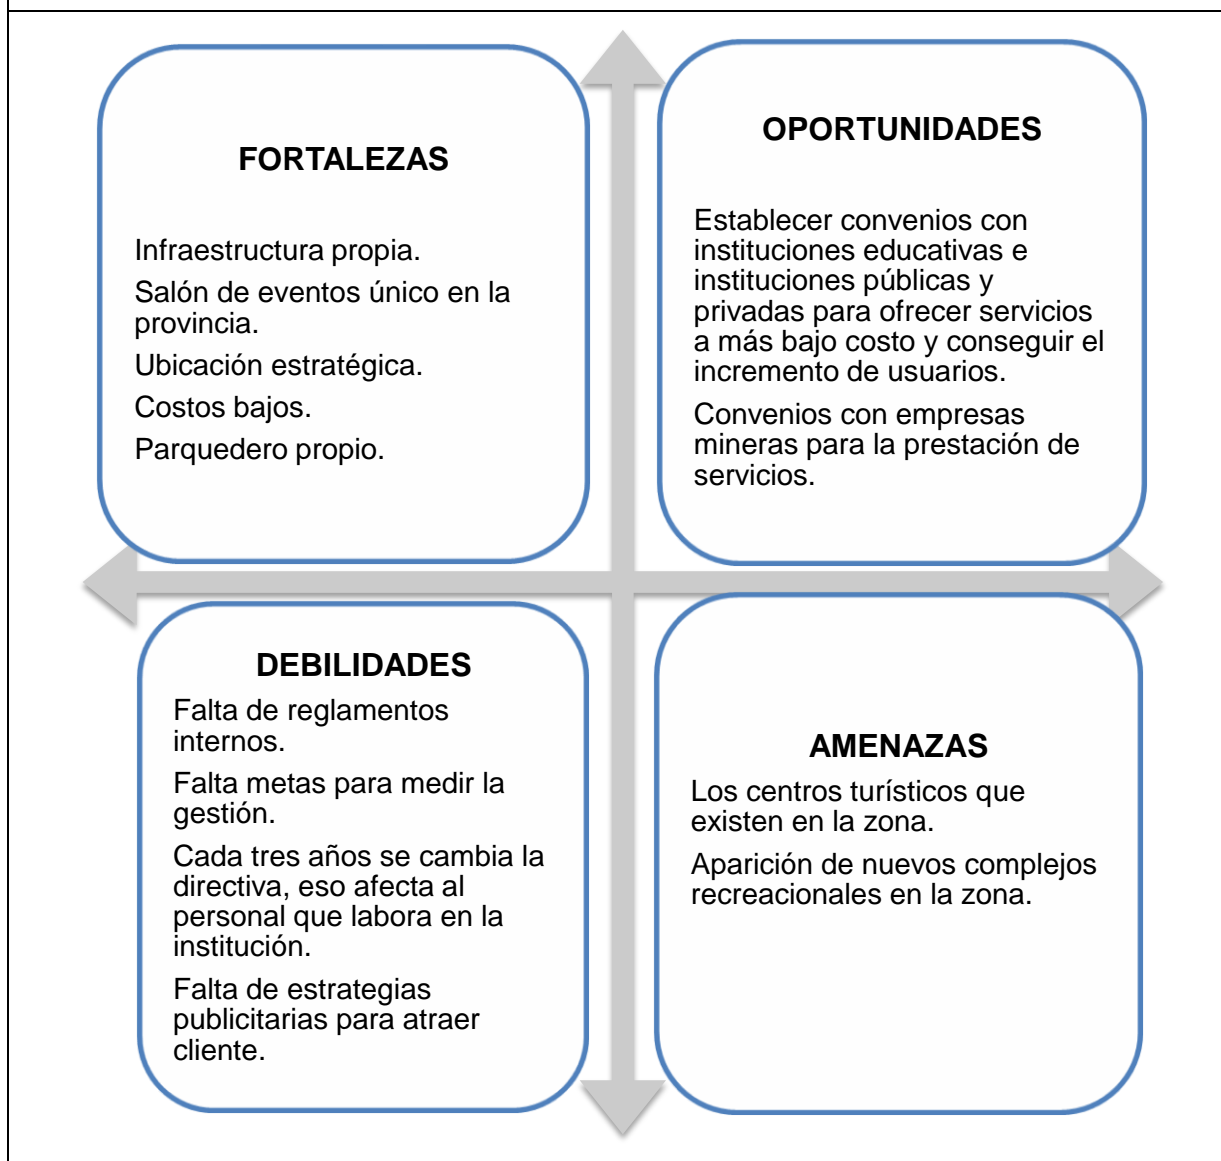 FORTALEZAS
Infraestructura propia.
Salón de eventos único en la
provincia.
Ubicación estratégica.
Costos bajos.
Parquedero propio.
OPORTUNIDADES
Establecer convenios con
instituciones educativas e
instituciones públicas y
privadas para ofrecer servicios
a más bajo costo y conseguir el
incremento de usuarios.
Convenios con empresas
mineras para la prestación de
servicios.
DEBILIDADES
Falta de reglamentos
internos.
Falta metas para medir la
gestión.
Cada tres años se cambia la
directiva, eso afecta al
personal que labora en la
institución.
Falta de estrategias
publicitarias para atraer
cliente.
AMENAZAS
Los centros turísticos que
existen en la zona.
Aparición de nuevos complejos
recreacionales en la zona.